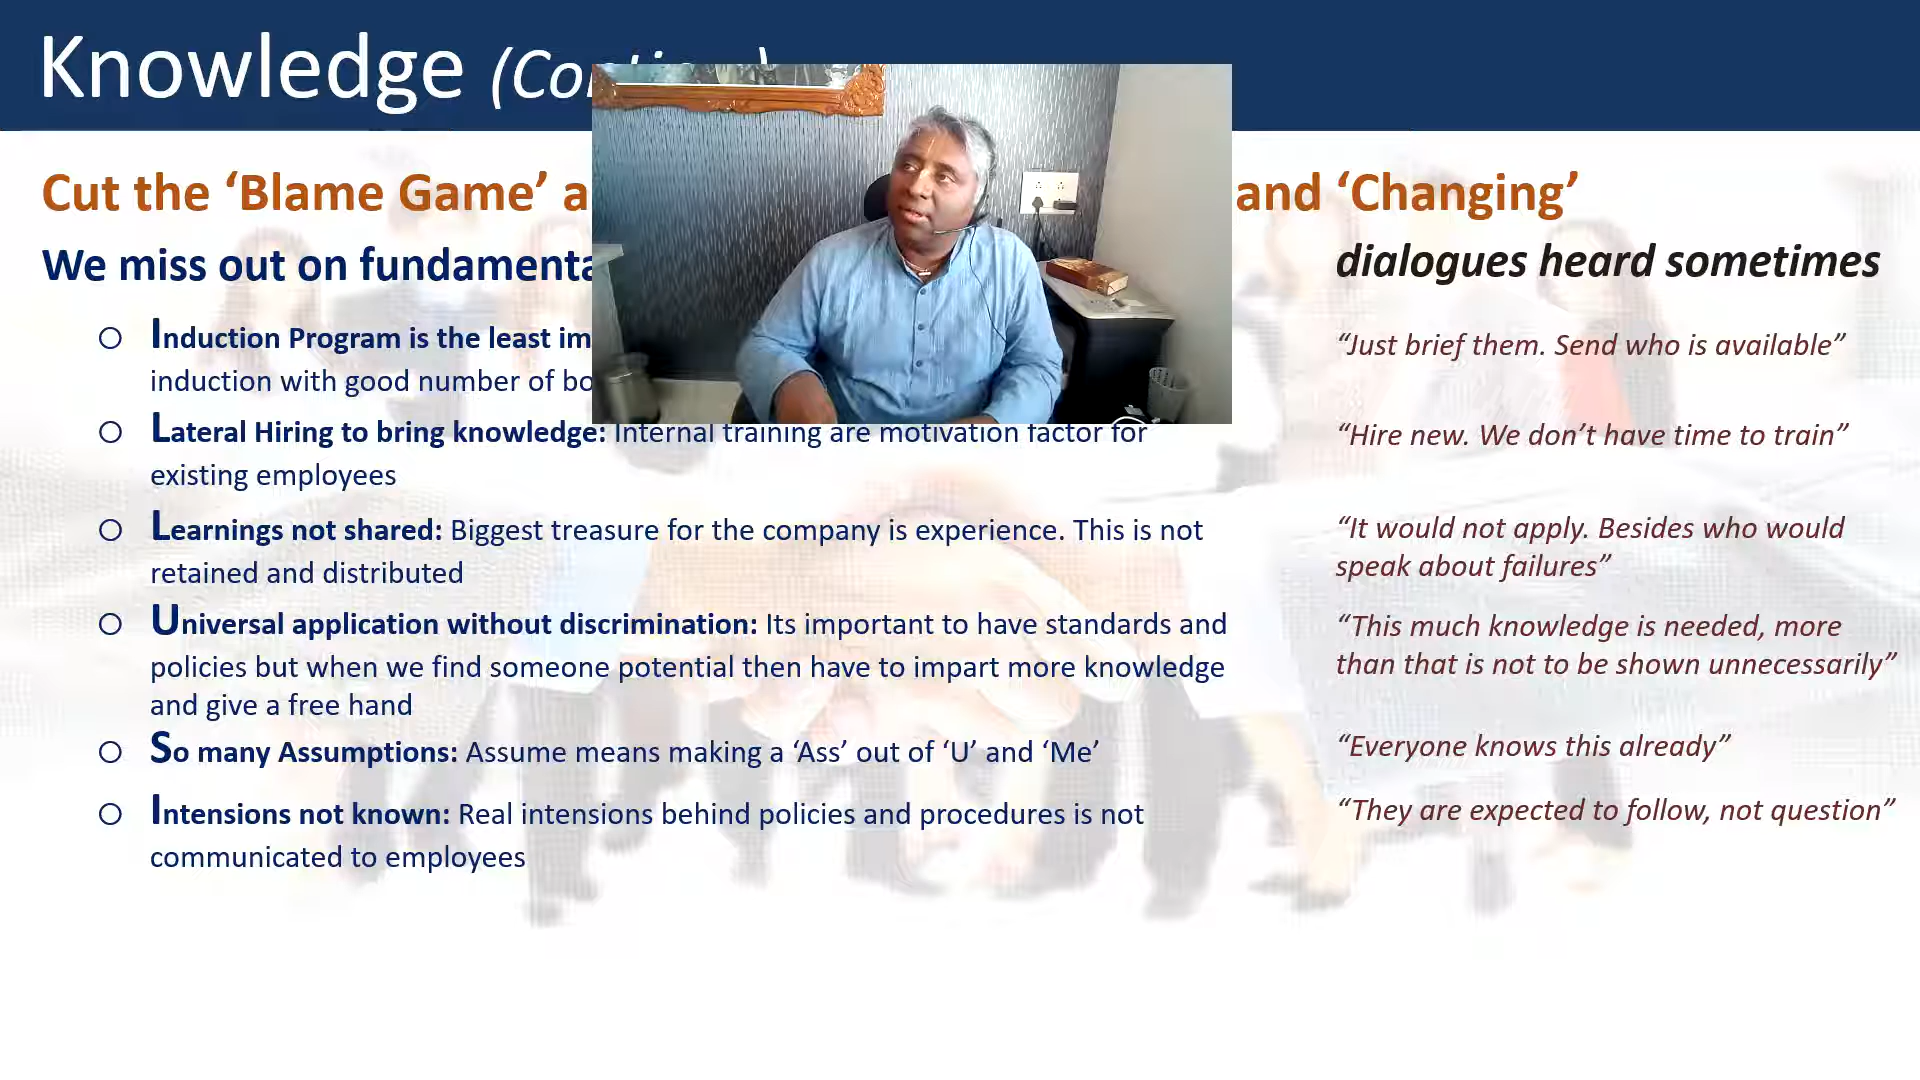 Knowledge
Cut the ‘Blame Game’
and ‘Changing’
We miss out on
dialogues heard sometimes
Induction Program is the least
“Just brief them. Send who is available”
induction with good number of
Lateral Hiring to bring knowledge: Internal training are motivation factor for
“Hire new. We don’t have time to train”
existing employees
Learnings not shared: Biggest treasure for the company is experience. This is not
“It would not apply. Besides who would
retained and distributed
speak about failures”
Universal application without discrimination: Its important to have standards and
“This much knowledge is needed, more
policies but when we find someone potential then have to impart more knowledge
than that is not to be shown unnecessarily”
and give a free hand
So many Assumptions: Assume means making a ‘Ass’ out of ‘U’ and ‘Me’
“Everyone knows this already”
Intensions not known: Real intensions behind policies and procedures is not
“They are expected to follow, not question”
communicated to employees